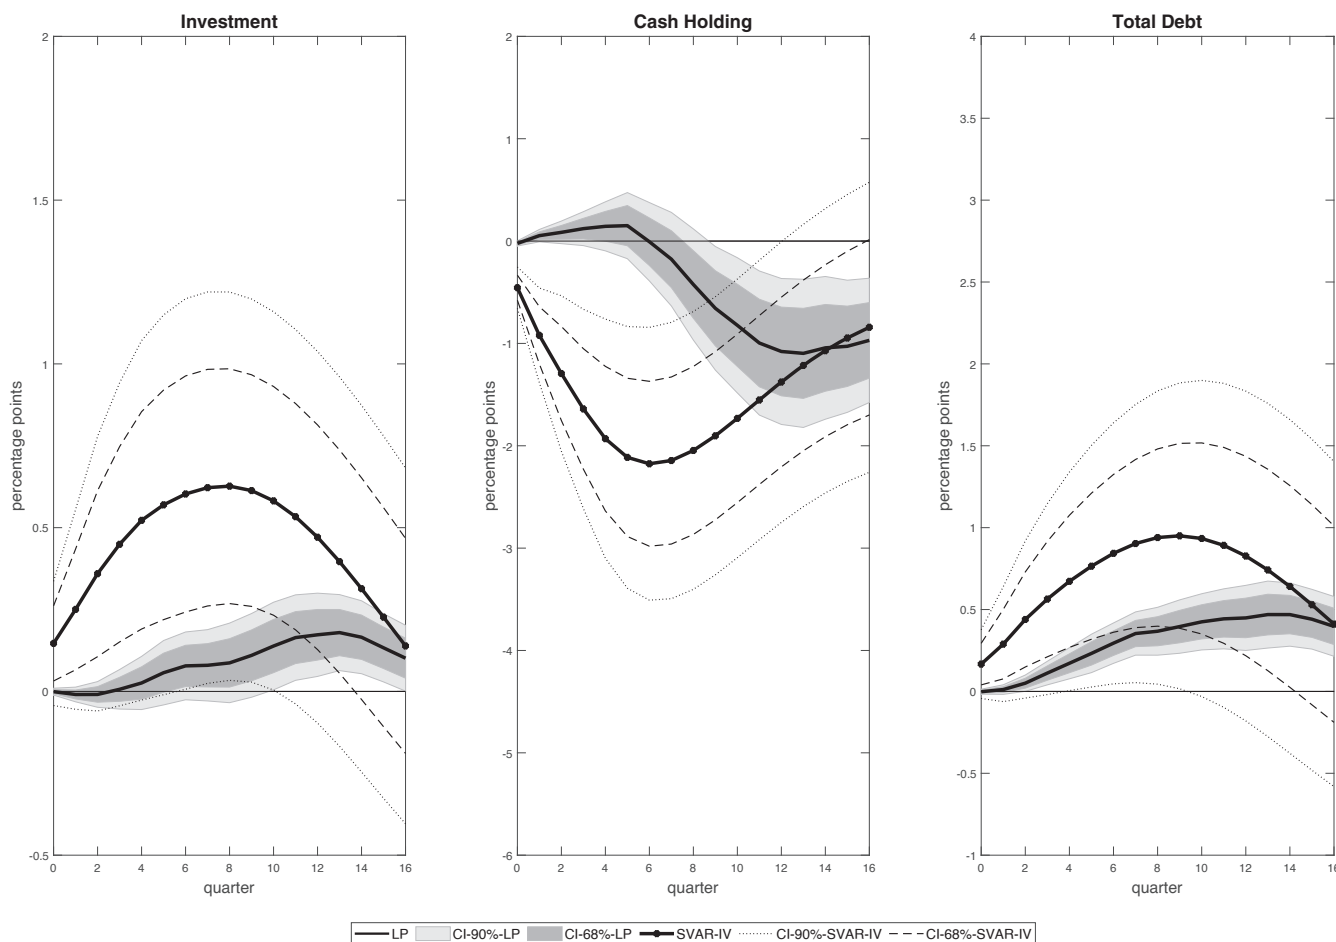 Investment
Cash Holding
Total Debt
percentage points
2
1.5
1
0.5
0
-0.5
0 2 4 6 8 10 12 14 16
quarter
percentage points
2
1
0
-1
-2
-3
-4
-5
-6
0 2 4 6 8 10 12 14 16
quarter
percentage points
4
3.5
3
2.5
2
1.5
1
0.5
0
-0.5
-1
0 2 4 6 8 10 12 14 16
quarter
LP CI-90%-LP CI-68%-LP SVAR-IV CI-90%-SVAR-IV CI-68%-SVAR-IV